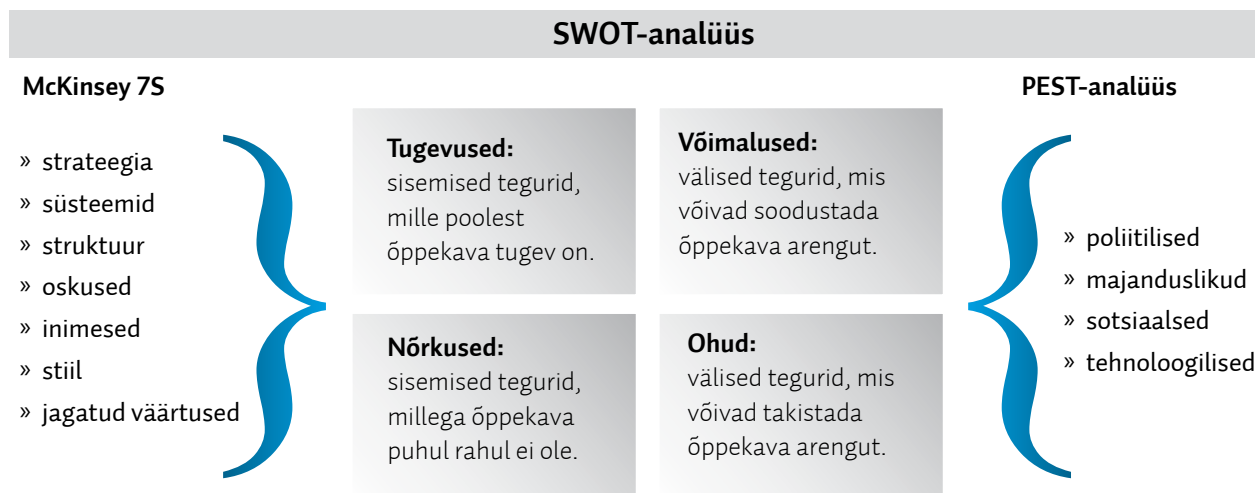 SWOT-analüüs
McKinsey 7S
» strateegia
» süsteemid
» struktuur
» oskused
» inimesed
» stiil
» jagatud väärtused
Tugevused:
sisemised tegurid,
mille poolest
õppekava tugev on.
Võimalused:
välised tegurid, mis
võivad soodustada
õppekava arengut.
Nõrkused:
sisemised tegurid,
millega õppekava
puhul rahul ei ole.
Ohud:
välised tegurid, mis
võivad takistada
õppekava arengut.
PEST-analüüs
» poliitilised
» majanduslikud
» sotsiaalsed
» tehnoloogilised